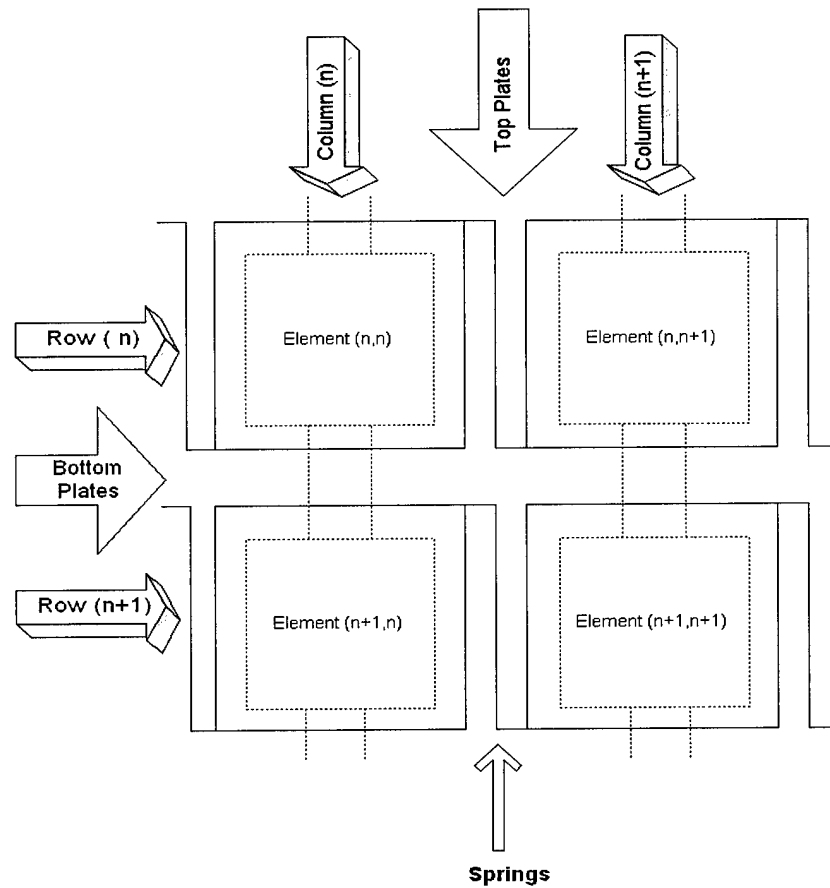 Column (n)
Top Plates
Column (n+1)
Row ( n)
Element (n,n)
Element (n,n+1)
Bottom
Plates
Row (n+1)
Element (n+1,n)
Element (n+1,n+1)
Springs